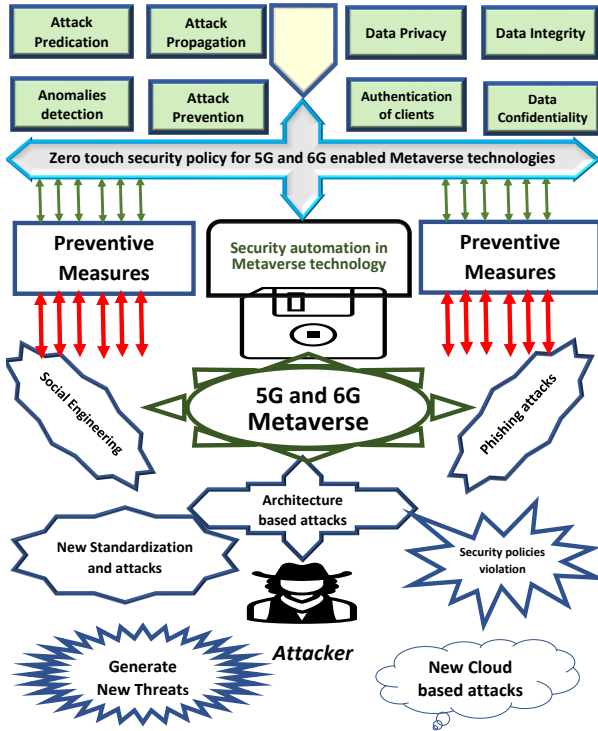 Attack
Predication
Attack
Propagation
Data Privacy
Data Integrity
Anomalies
detection
Attack
Prevention
Authentication
of clients
Data
Confidentiality
Zero touch security policy for 5G and 6G enabled Metaverse technologies
Preventive
Measures
Security automation in
Metaverse technology
Preventive
Measures
Social Engineering
5G and 6G
Metaverse
Phishing attacks
Architecture
based attacks
New Standardization
and attacks
Security policies
violation
Attacker
Generate
New Threats
New Cloud
based attacks